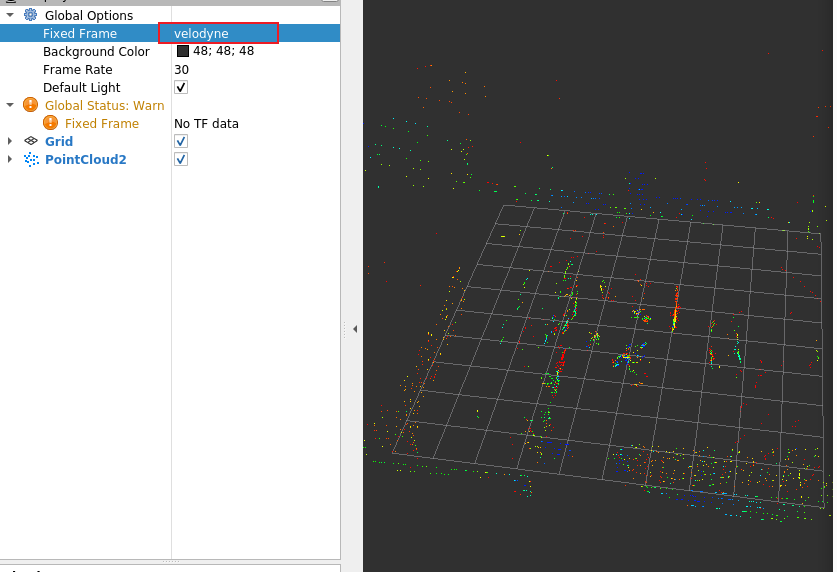 Global Options
Fixed Frame velodyne
Background Color 48; 48; 48
Frame Rate 30
Default Light ✓
Global Status: Warn
Fixed Frame No TF data
Grid ✓
PointCloud2 ✓